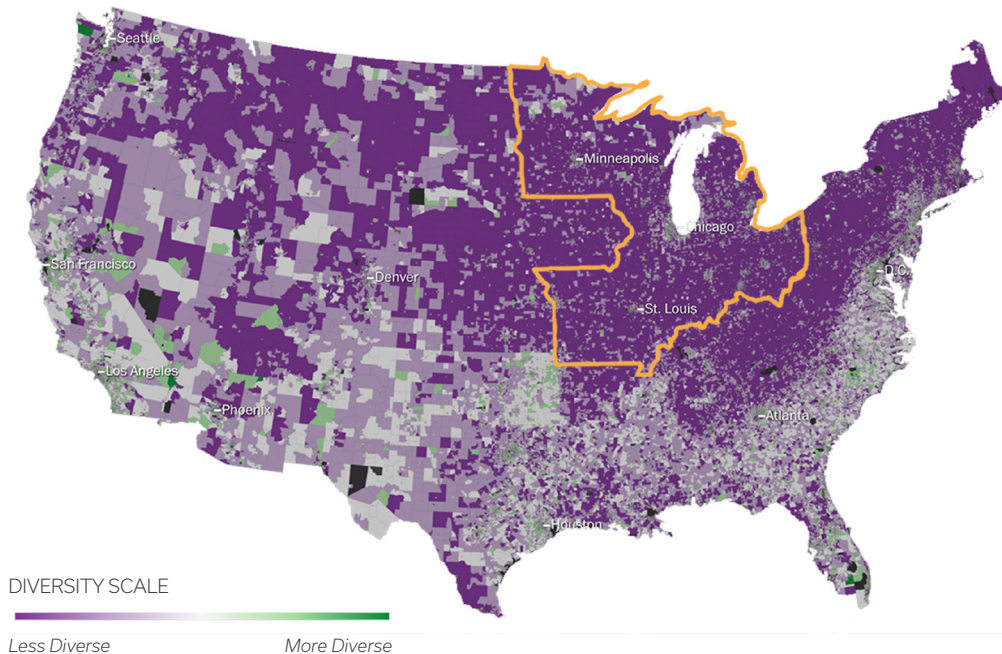 Seattle
Minneapolis
Chicago
San Francisco
Denver
D.C.
St. Louis
Los Angeles
Phoenix
Atlanta
Houston
DIVERSITY SCALE
Less Diverse
More Diverse